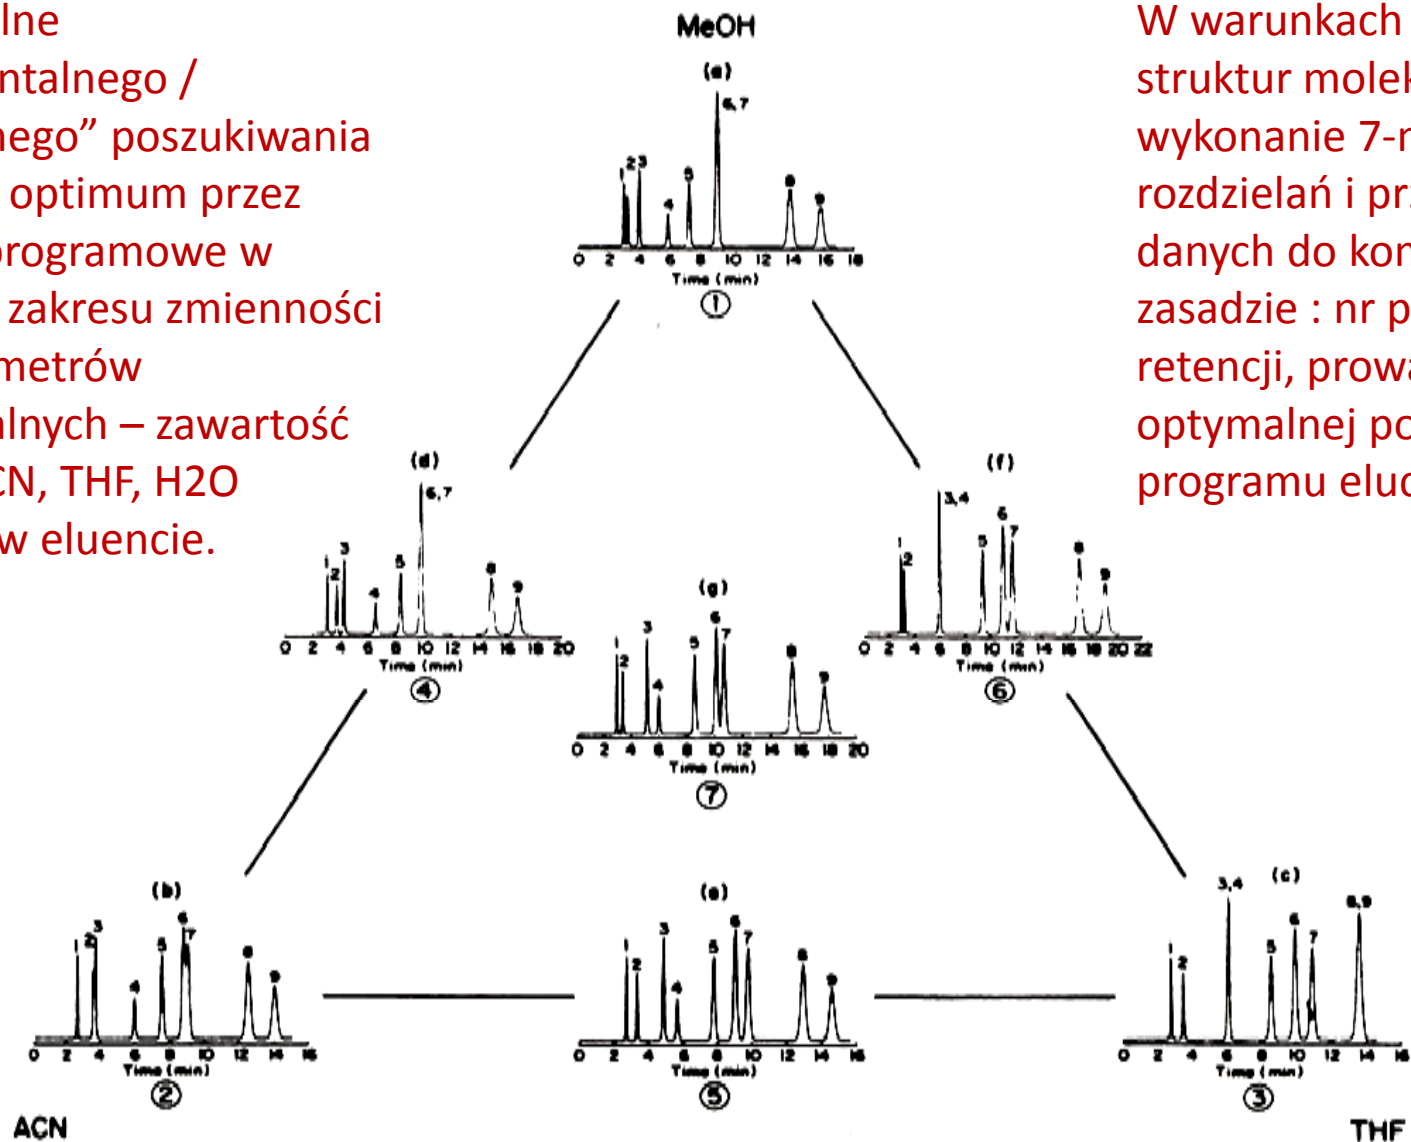 lne
ntalnego /
nego” poszukiwania
optimum przez
programowe w
zakresu zmienności
metrów
alnych – zawartość
CN, THF, H2O
w eluencie.
W warunkach
struktur molek
wykonanie 7-r
rozdzielań i prz
danych do kom
zasadzie : nr p
retencji, prowa
optymalnej po
programu eluc
MeOH
(a)
1 2 3 4 5 6,7 8 9
0 2 4 6 8 10 12 14 16 18
Time (min)
①
(d)
1 2 3 4 5 6,7 8 9
0 2 4 6 8 10 12 14 16 18 20
Time (min)
④
(f)
1 2 3,4 5 6 7 8 9
0 2 4 6 8 10 12 14 16 18 20 22
Time (min)
⑥
(g)
1 2 3 4 5 6 7 8 9
0 2 4 6 8 10 12 14 16 18 20
Time (min)
⑦
(b)
1 2 3 4 5 6 7 8 9
0 2 4 6 8 10 12 14 16
Time (min)
②
ACN
(e)
1 2 3 4 5 6 7 8 9
0 2 4 6 8 10 12 14 16
Time (min)
⑤
(c)
1 2 3,4 5 6 7 8,9
0 2 4 6 8 10 12 14 16
Time (min)
③
THF